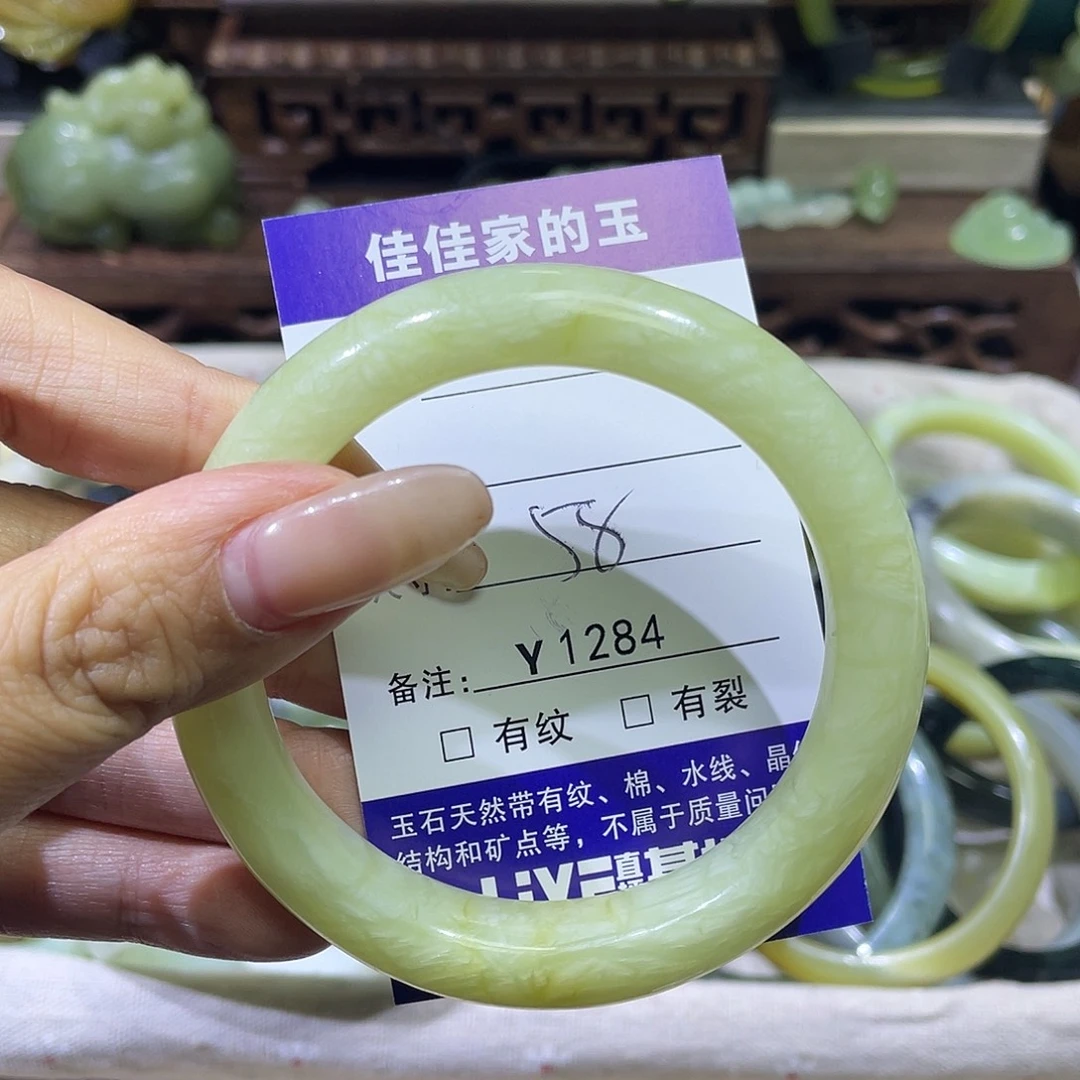 佳佳家的玉
58
备注: Y1284
□ 有纹 □ 有裂
玉石天然带有纹、棉、水线、晶
结构和矿点等，不属于质量问